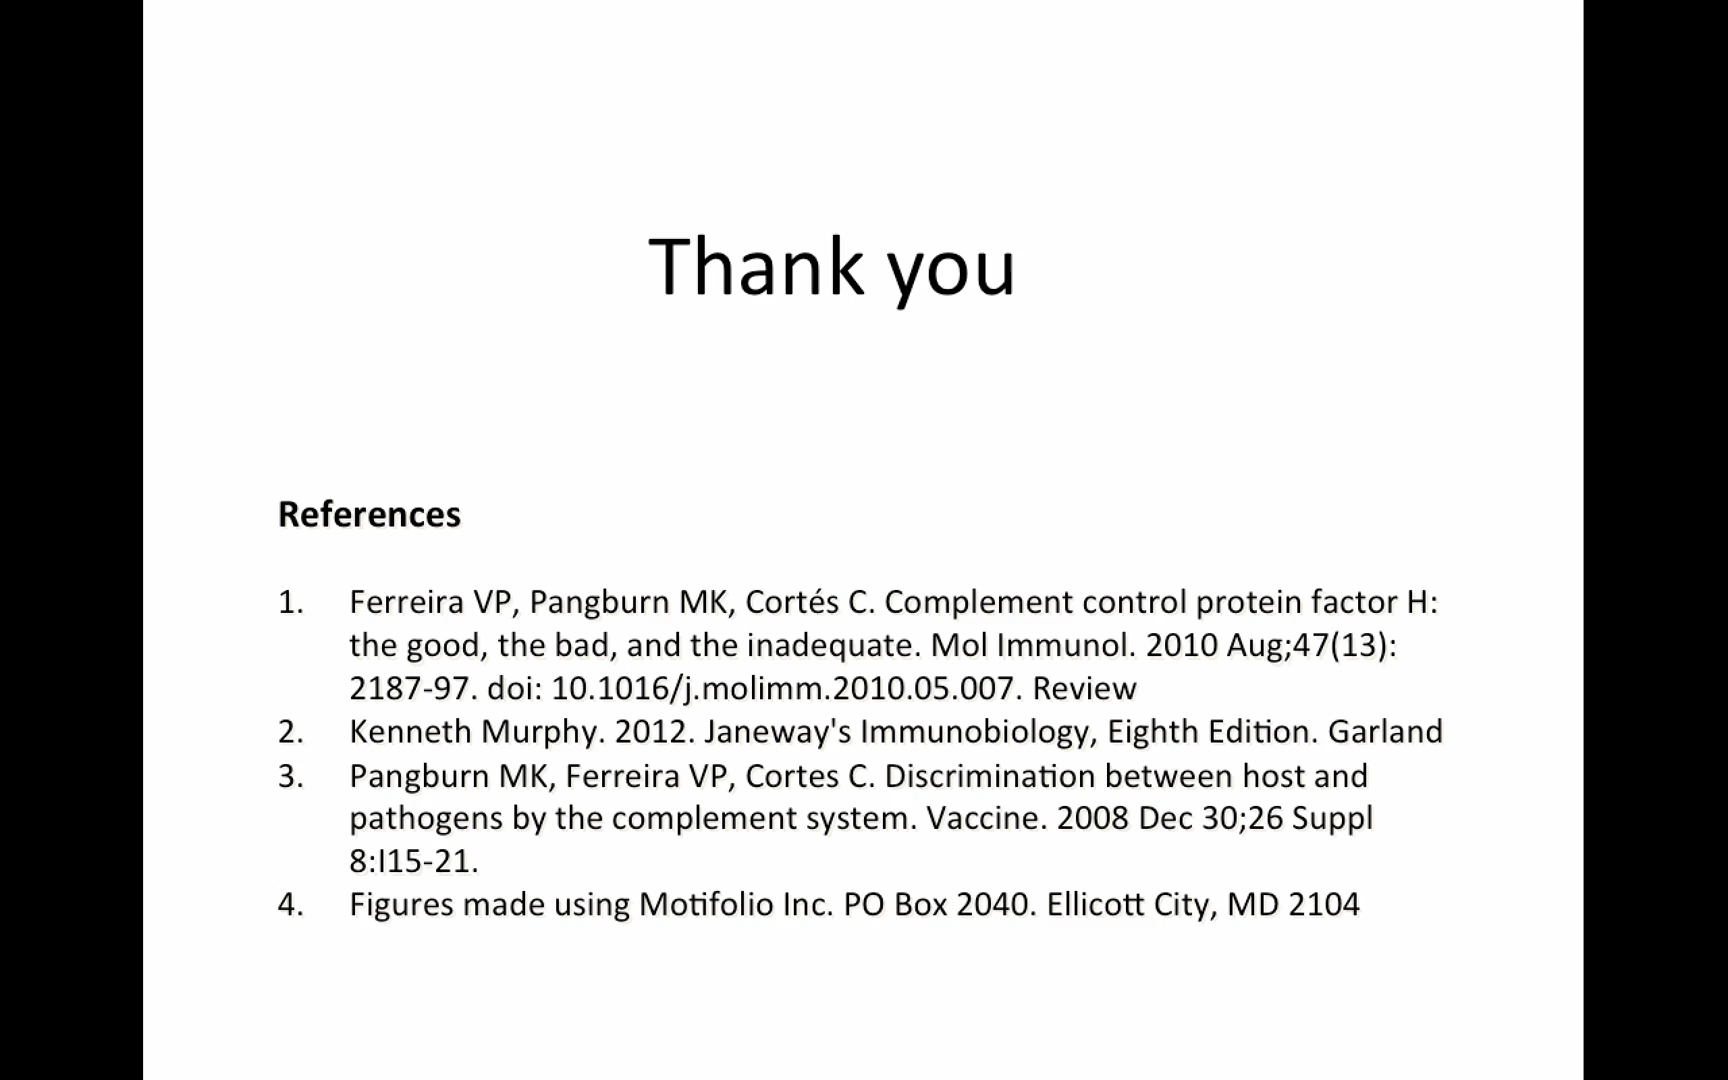 Thank you
References
1. Ferreira VP, Pangburn MK, Cortés C. Complement control protein factor H:
the good, the bad, and the inadequate. Mol Immunol. 2010 Aug;47(13):
2187-97. doi: 10.1016/j.molimm.2010.05.007. Review
2. Kenneth Murphy. 2012. Janeway's Immunobiology, Eighth Edition. Garland
3. Pangburn MK, Ferreira VP, Cortes C. Discrimination between host and
pathogens by the complement system. Vaccine. 2008 Dec 30;26 Suppl
8:I15-21.
4. Figures made using Motifolio Inc. PO Box 2040. Ellicott City, MD 2104